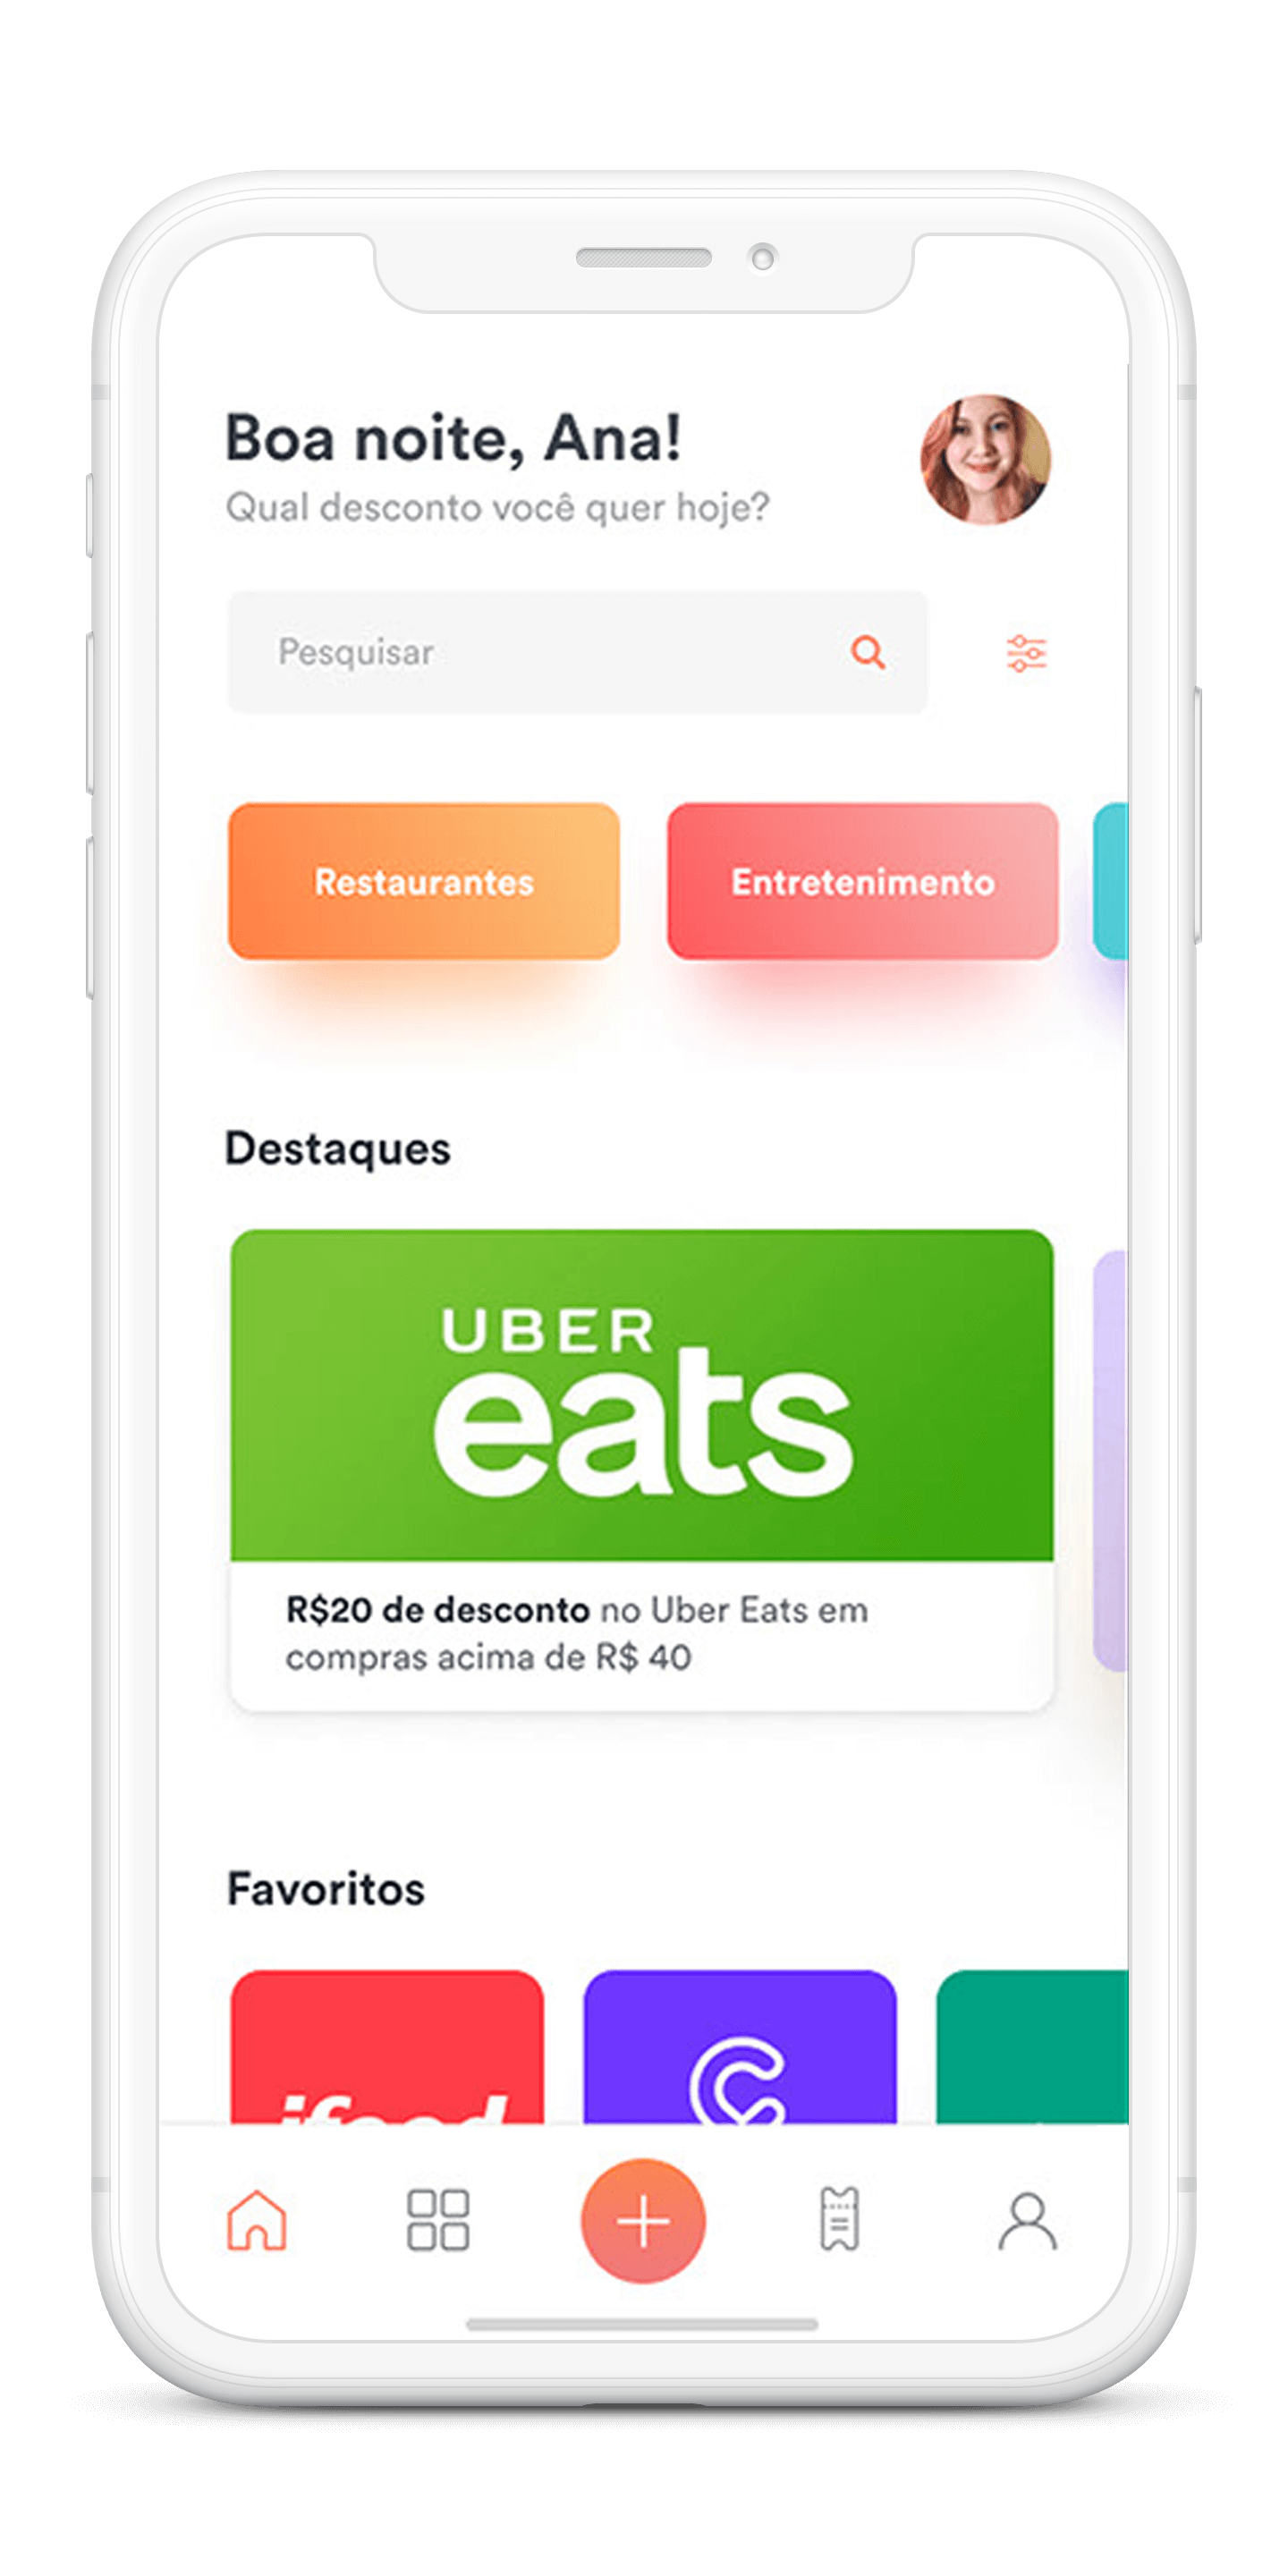 Boa noite, Ana!
Qual desconto você quer hoje?
Pesquisar
Restaurantes
Entretenimento
Destaques
UBER
eats
R$20 de desconto no Uber Eats em
compras acima de R$ 40
Favoritos
ifood